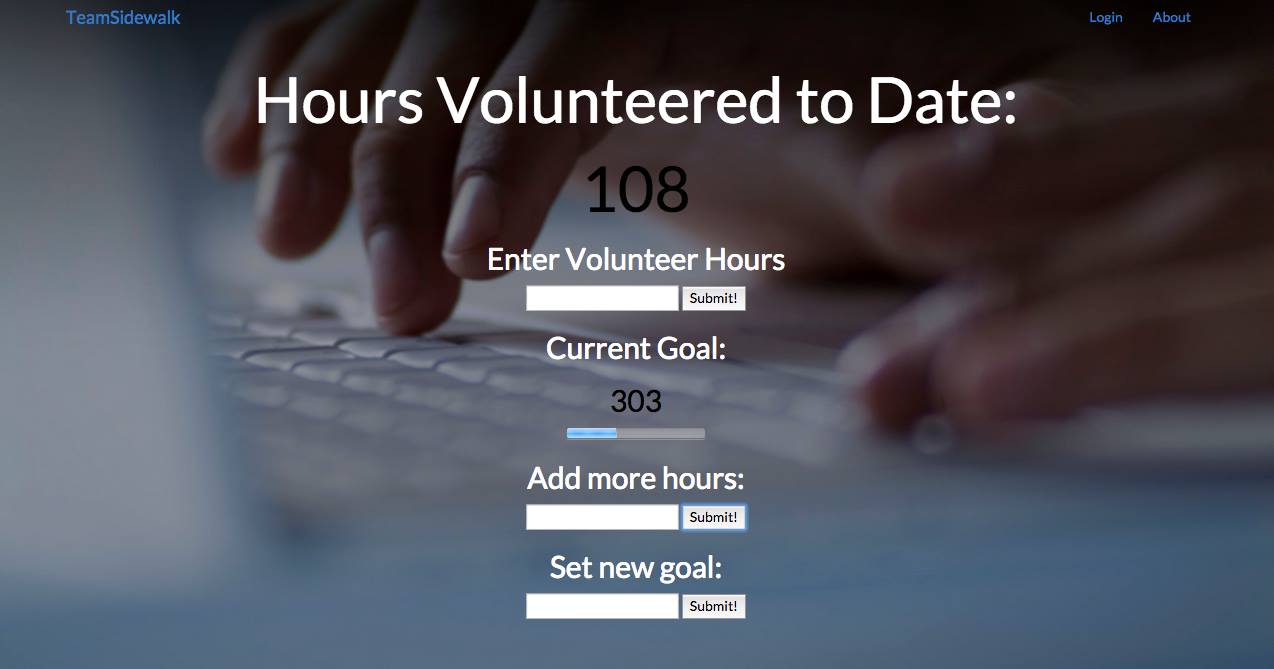 TeamSidewalk
Login About
Hours Volunteered to Date:
108
Enter Volunteer Hours
Submit!
Current Goal:
303
Add more hours:
Submit!
Set new goal:
Submit!